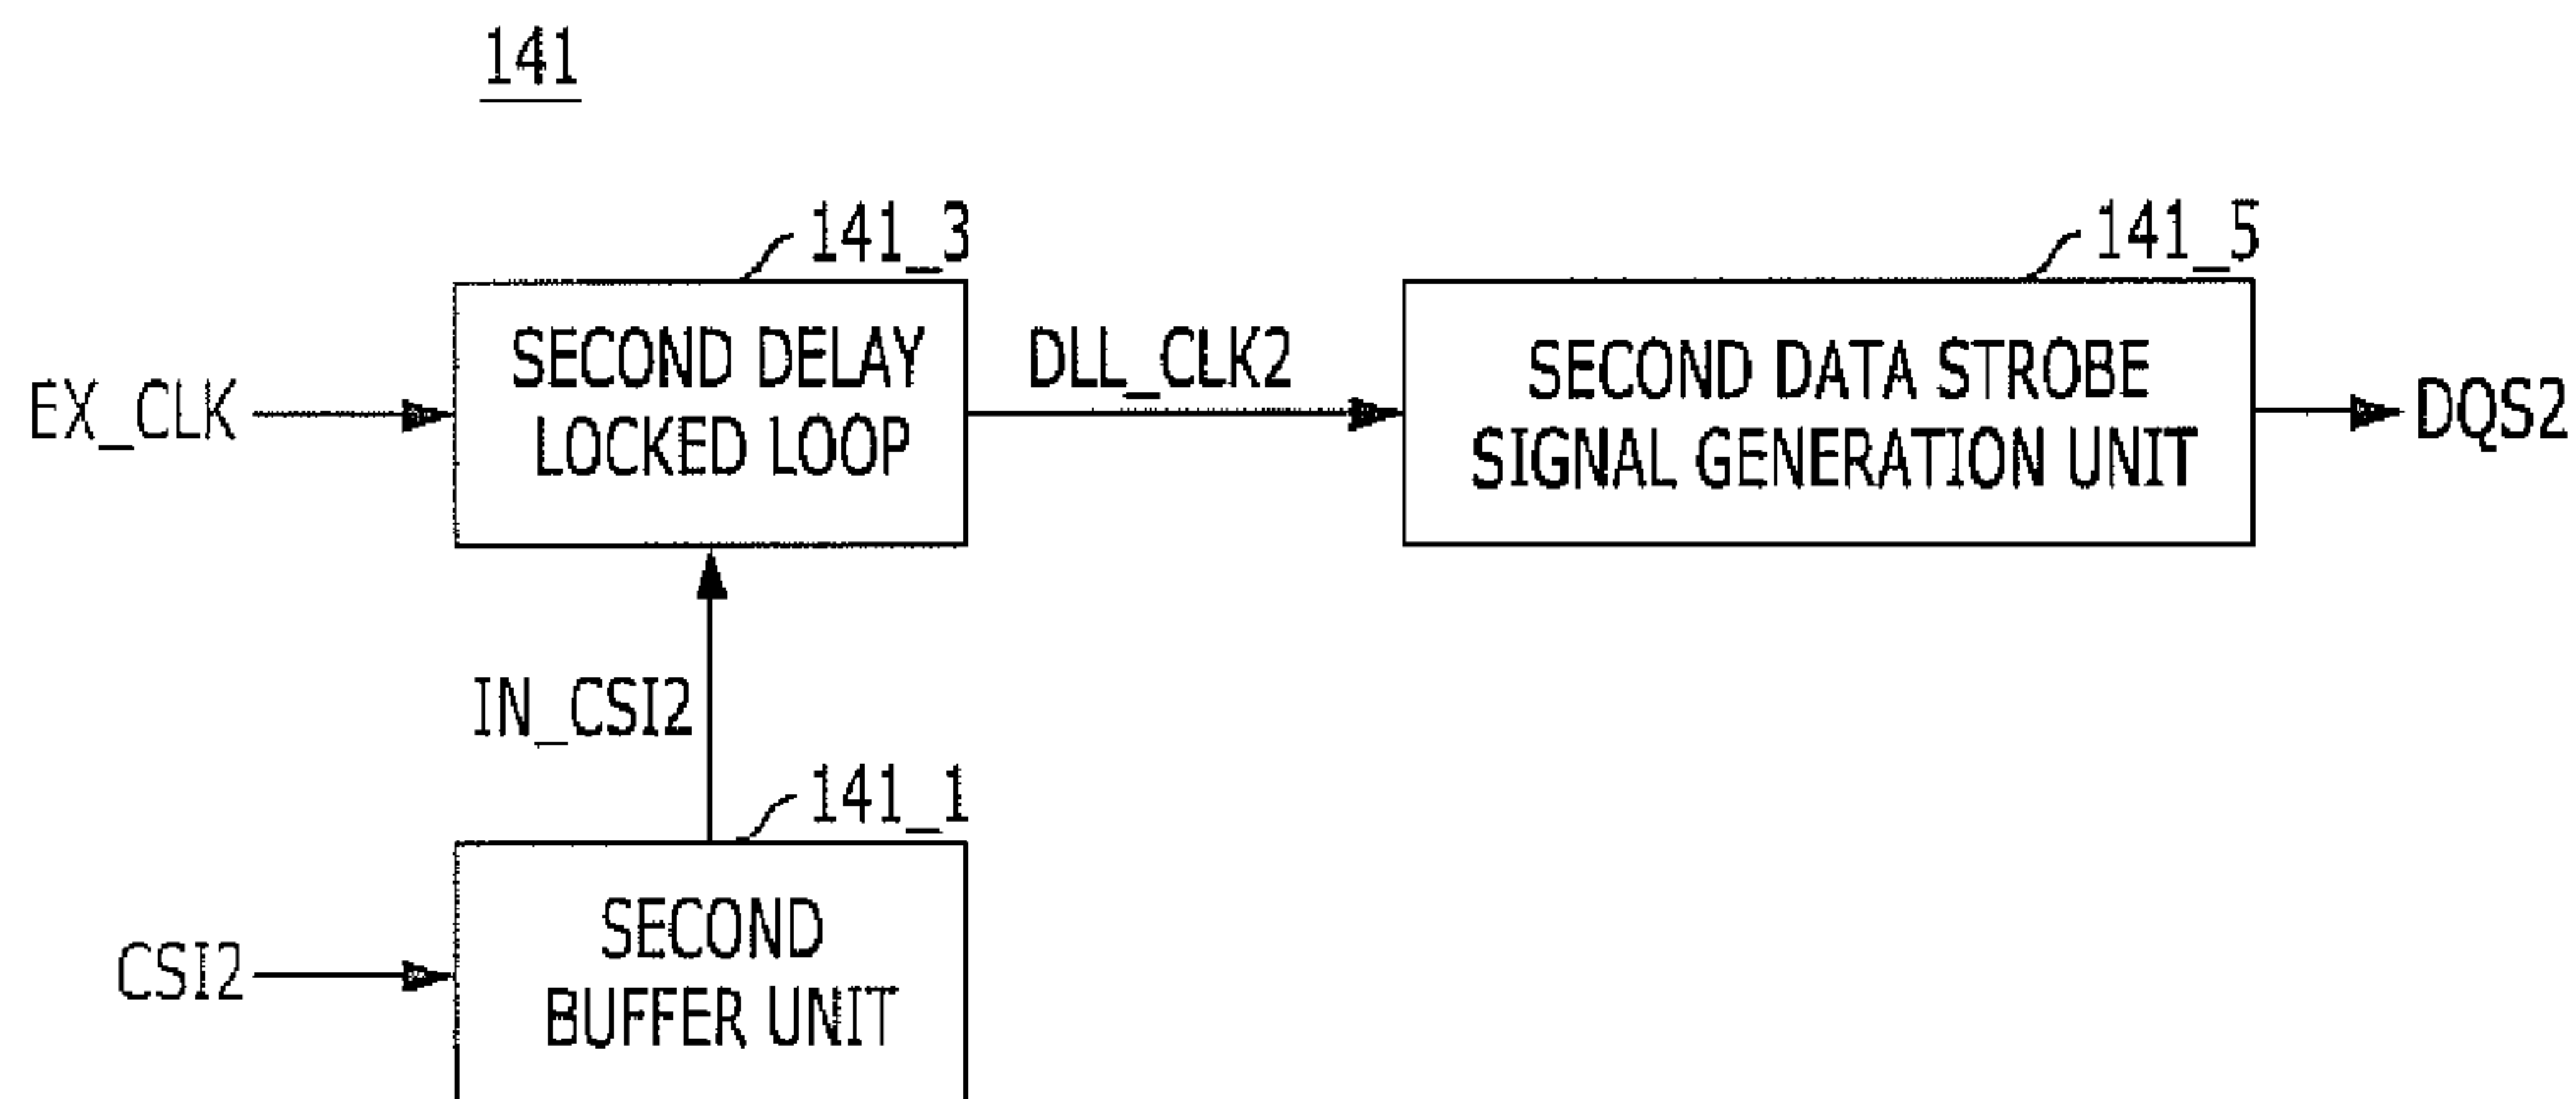 141
141_3
141_5
SECOND DELAY
LOCKED LOOP
DLL_CLK2
SECOND DATA STROBE
SIGNAL GENERATION UNIT
EX_CLK
DQS2
IN_CSI2
141_1
SECOND
BUFFER UNIT
CSI2